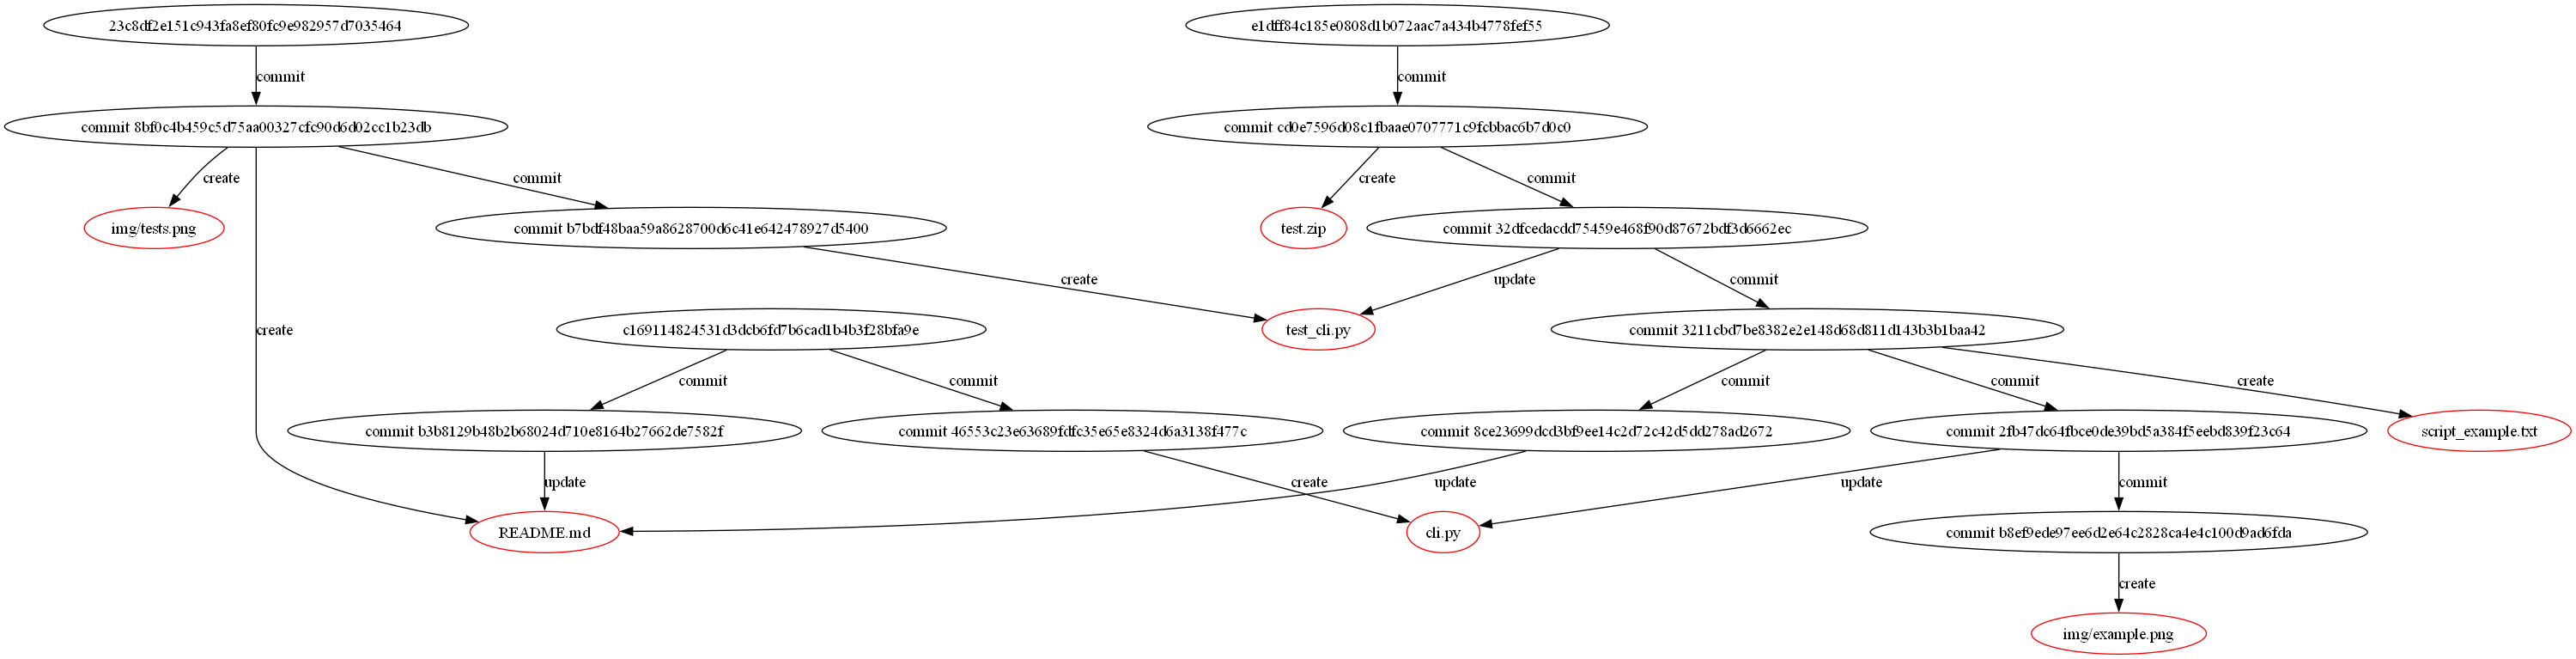 23c8df2e151c943fa8ef80fc9e982957d7035464
e1dff84c185e0808d1b072aac7a434b4778fef55
commit
commit
commit 8bf0c4b459c5d75aa00327cfc90d6d02cc1b23db
commit cd0e7596d08c1fbaae0707771c9fcbbac6b7d0c0
create
commit
create
commit
img/tests.png
commit b7bdf48baa59a8628700d6c41e642478927d5400
test.zip
commit 32dfcedacdd75459e468f90d87672bdf3d6662ec
create
update
commit
create
c169114824531d3dcb6fd7b6cad1b4b3f28bfa9e
test_cli.py
commit 3211cbd7be8382e2e148d68d811d143b3b1baa42
commit
commit
commit
commit
create
commit b3b8129b48b2b68024d710e8164b27662de7582f
commit 46553c23e63689fdfc35e65e8324d6a3138f477c
commit 8ce23699dcd3bf9ee14c2d72c42d5dd278ad2672
commit 2fb47dc64fbce0de39bd5a384f5eebd839f23c64
script_example.txt
update
create
update
update
commit
README.md
cli.py
commit b8ef9ede97ee6d2e64c2828ca4e4c100d9ad6fda
create
img/example.png